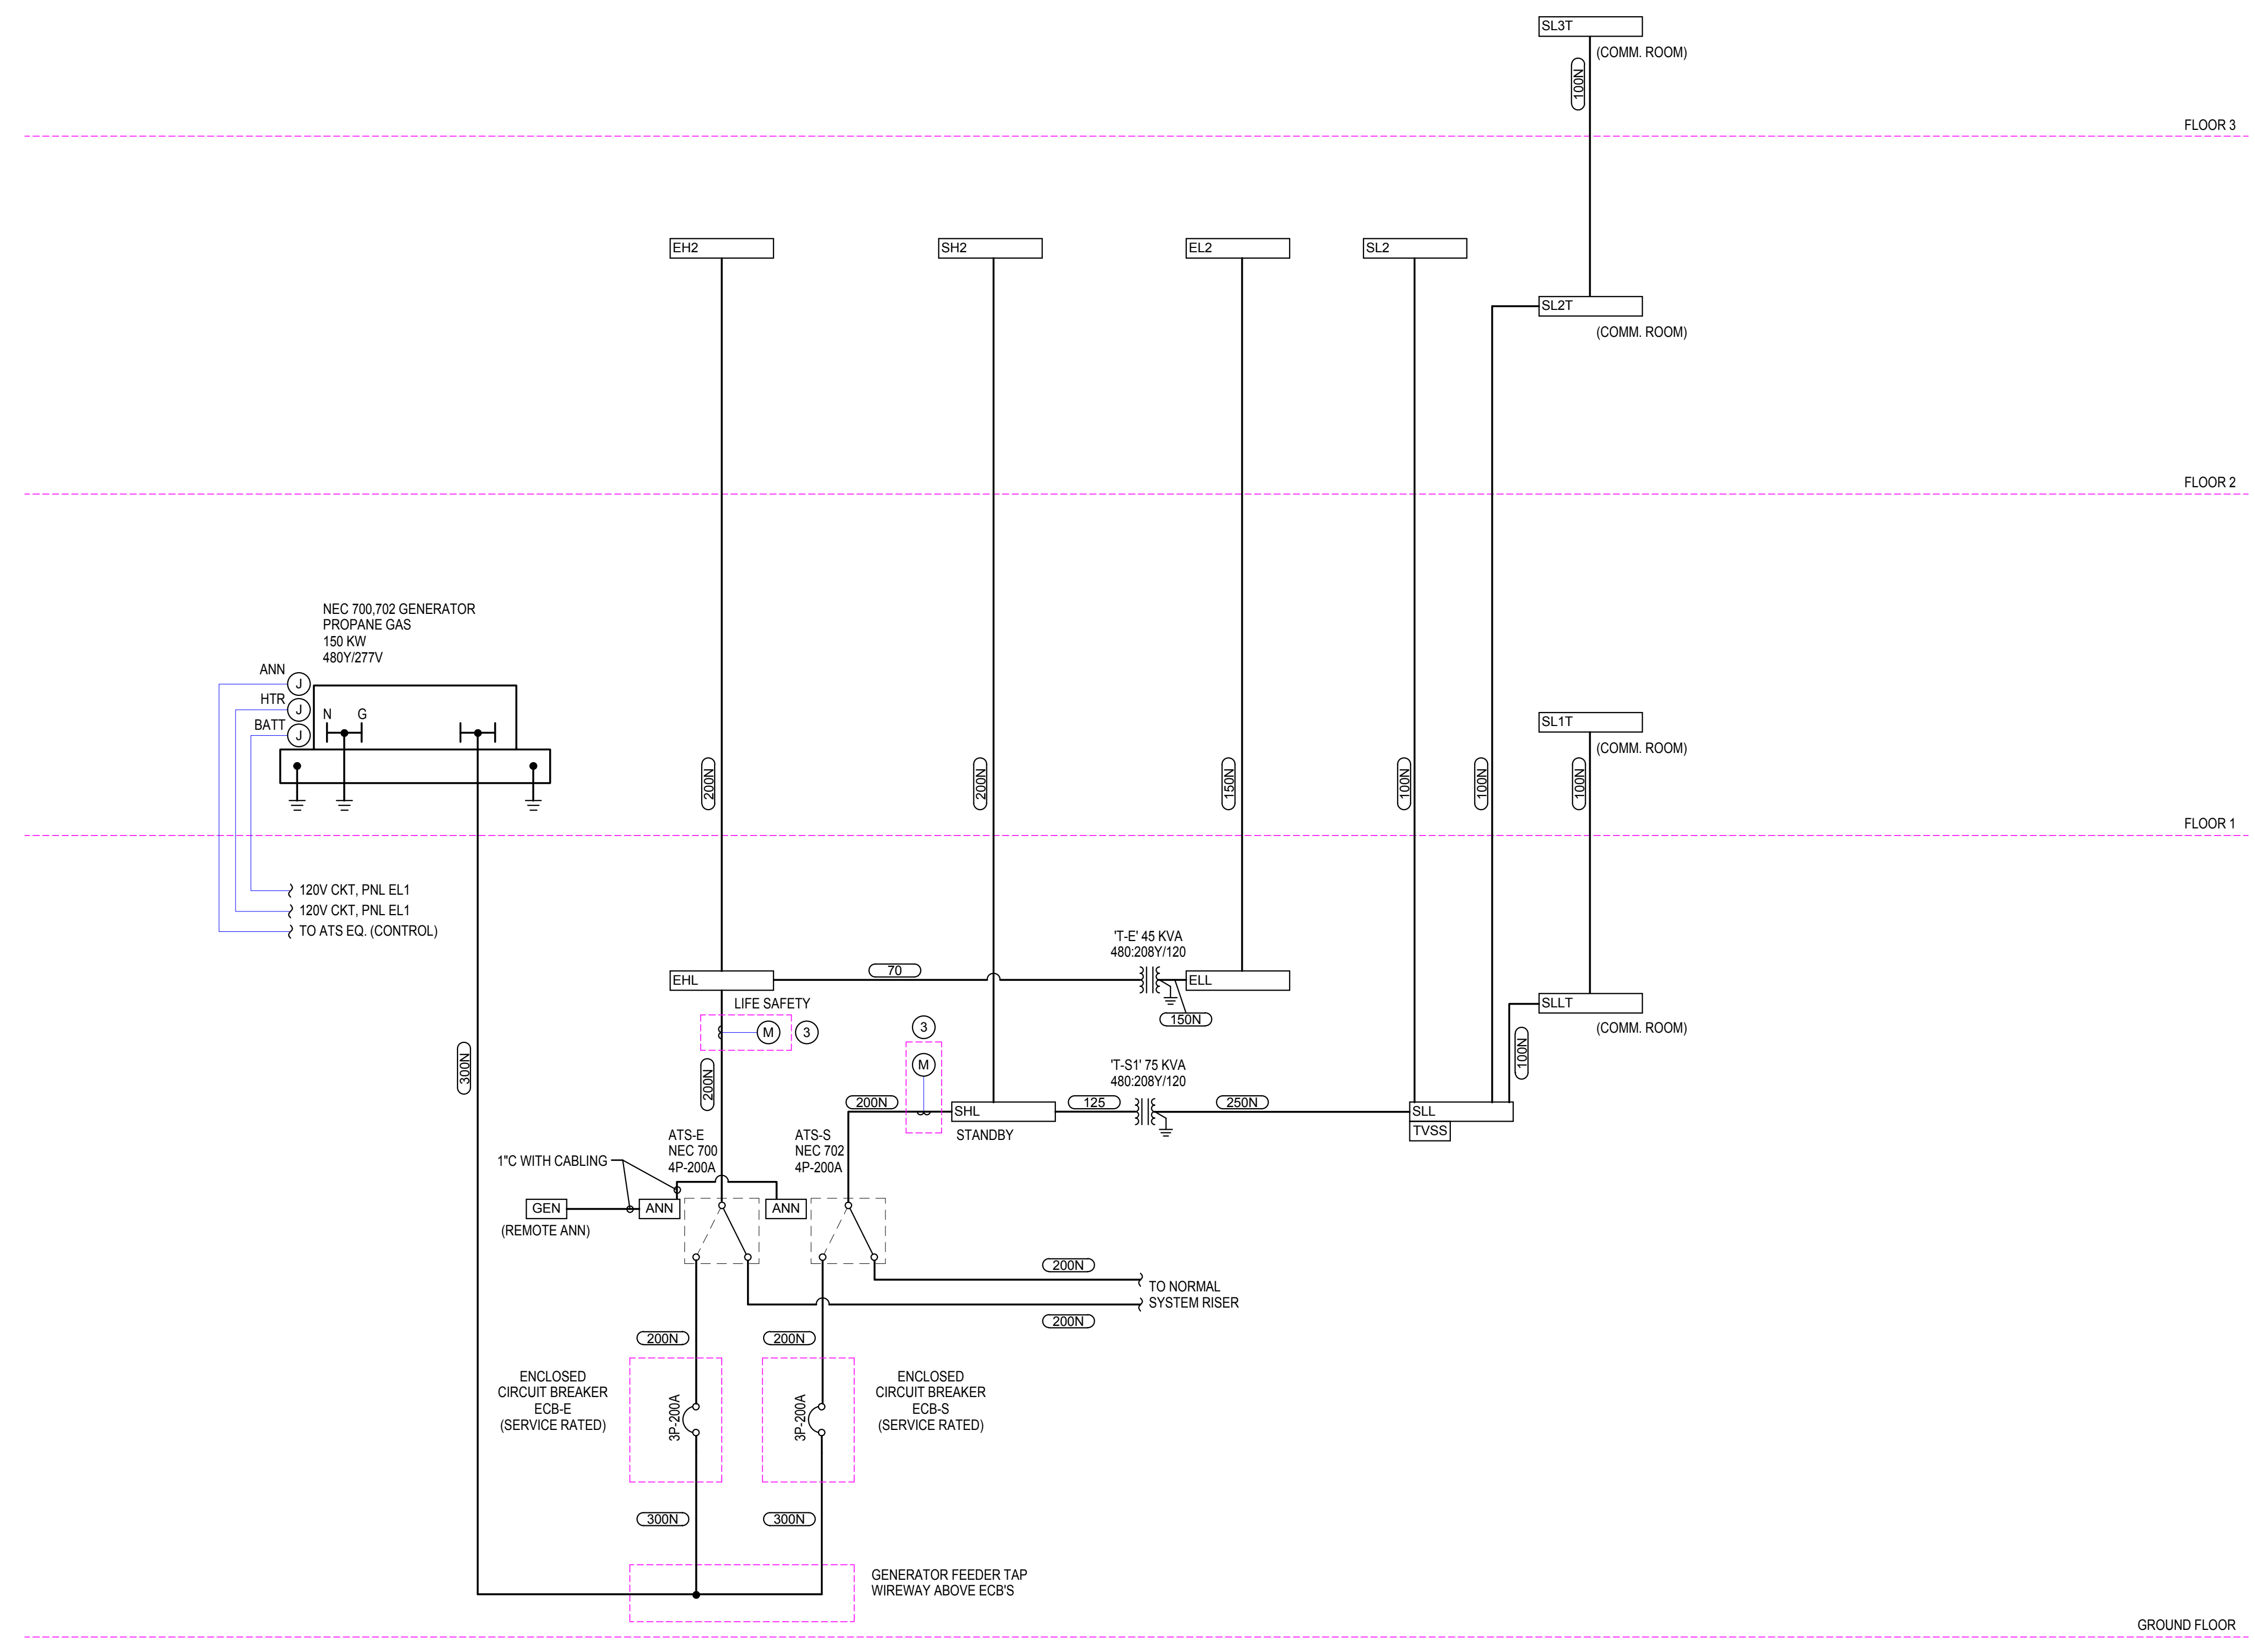 SL3T
(COMM. ROOM)
100N
FLOOR 3
EH2
SH2
EL2
SL2
SL2T
(COMM. ROOM)
FLOOR 2
NEC 700,702 GENERATOR
PROPANE GAS
150 KW
480Y/277V
ANN
J
HTR
J
BATT
J
N G
SL1T
(COMM. ROOM)
200N
200N
150N
100N
100N
100N
FLOOR 1
120V CKT, PNL EL1
120V CKT, PNL EL1
TO ATS EQ. (CONTROL)
'T-E' 45 KVA
480:208Y/120
70
EHL
ELL
LIFE SAFETY
M
3
150N
SLLT
(COMM. ROOM)
3
M
300N
200N
100N
'T-S1' 75 KVA
480:208Y/120
200N
SHL
125
250N
SLL
TVSS
STANDBY
ATS-E
NEC 700
4P-200A
ATS-S
NEC 702
4P-200A
1"C WITH CABLING
GEN
ANN
ANN
(REMOTE ANN)
200N
TO NORMAL
SYSTEM RISER
200N
200N
200N
ENCLOSED
CIRCUIT BREAKER
ECB-E
(SERVICE RATED)
3P-200A
3P-200A
ENCLOSED
CIRCUIT BREAKER
ECB-S
(SERVICE RATED)
300N
300N
GENERATOR FEEDER TAP
WIREWAY ABOVE ECB'S
GROUND FLOOR